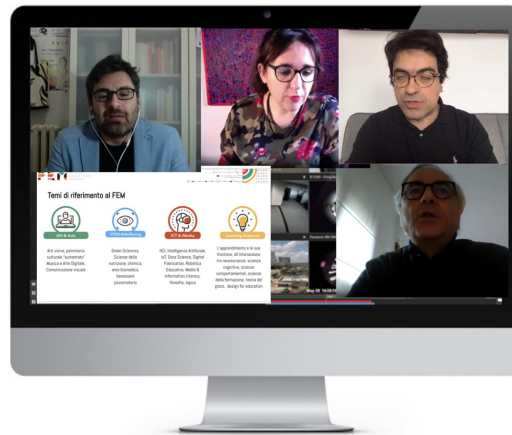 FEM
Temi di riferimento al FEM
DH & Arts
STEM & Wellbeing
ICT & Media
Learning Sciences
Arti visive, patrimonio
culturale "aumentato"
Musica e Arte Digitale,
Comunicazione visuale
Green Sciences,
Scienze della
nutrizione, chimica,
area biomedica,
benessere
psicomotorio
HCI, Intelligenza Artificiale,
IoT, Data Science, Digital
Fabrication, Robotica
Educativa, Media &
Information Literacy,
filosofia, logica
L'apprendimento e le sue
frontiere, all'interazione
tra neuroscienze, scienze
cognitive, scienze
comportamentali, scienze
della formazione, teoria del
gioco, design for education